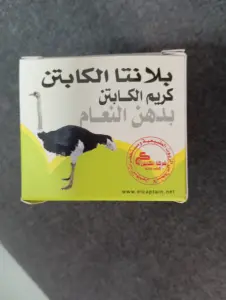 بلانتا الكابتن
كريم الكابتن
بدهن النعام
www.elcaptain.net